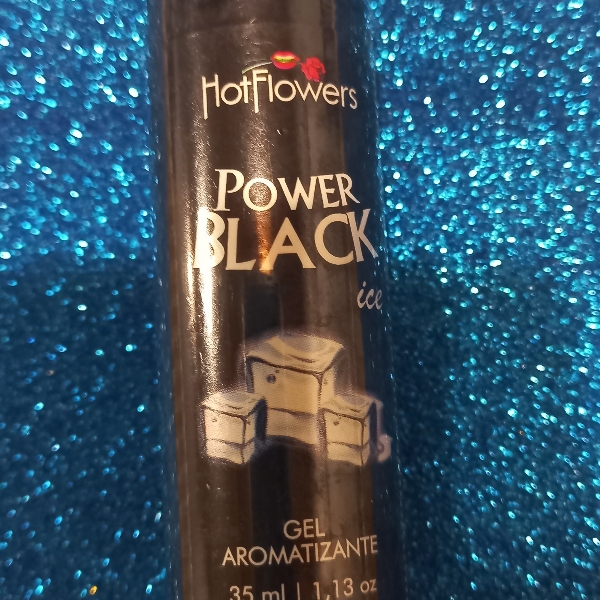 HotFlowers
POWER
BLACK
ice
GEL
AROMATIZANTE
35 ml | 1,13 oz